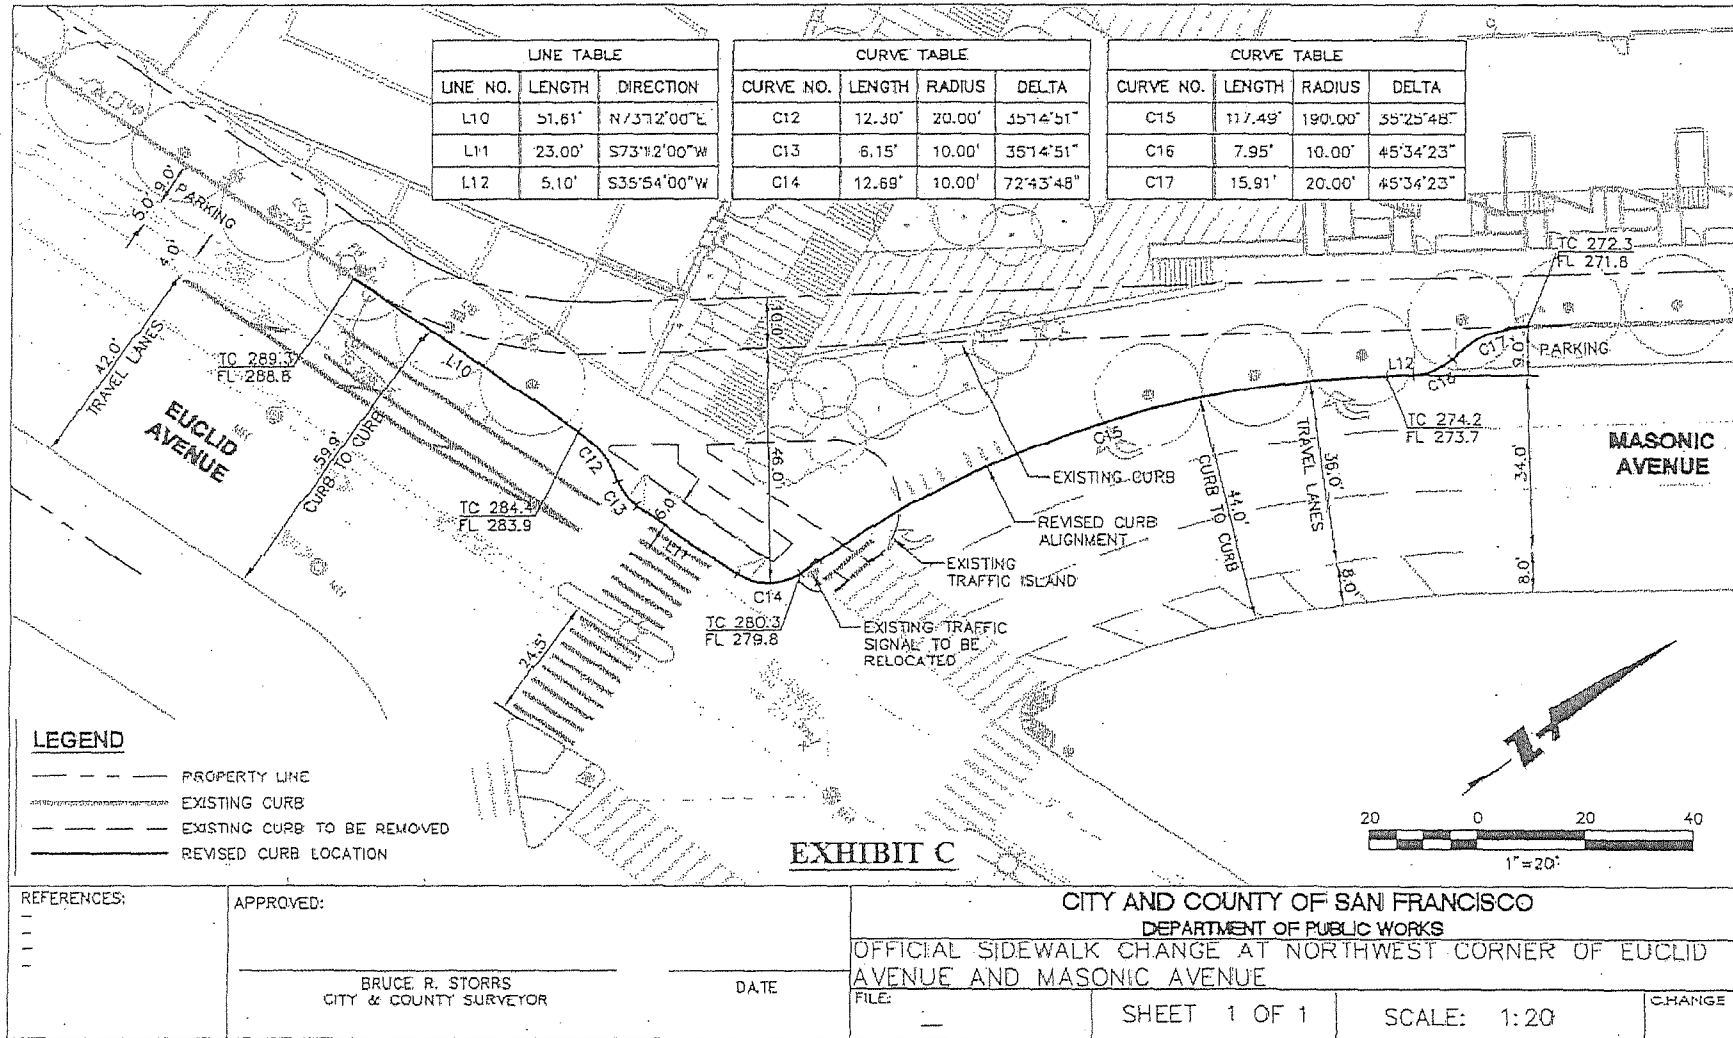 LINE TABLE
LINE NO. LENGTH DIRECTION
L10 51.61' N73°12'00"E
L11 23.00' S73°12'00"W
L12 5.10' S35°54'00"W
CURVE TABLE
CURVE NO. LENGTH RADIUS DELTA
C12 12.30' 20.00' 35°14'51"
C13 6.15' 10.00' 35°14'51"
C14 12.69' 10.00' 72°43'48"
CURVE TABLE
CURVE NO. LENGTH RADIUS DELTA
C15 117.49' 190.00' 35°25'48"
C16 7.95' 10.00' 45°34'23"
C17 15.91' 20.00' 45°34'23"
9.0'
PARKING
5.0'
4.0'
42.0'
TRAVEL LANES
TC 289.3
FL 288.8
EUCLID
AVENUE
L10
59.9'
CURB TO CURB
C12
C13
TC 284.4
FL 283.9
6.0'
L11
10.0'
46.0'
C14
TC 280.3
FL 279.8
24.5'
EXISTING TRAFFIC
SIGNAL TO BE
RELOCATED
EXISTING
TRAFFIC ISLAND
REVISED CURB
ALIGNMENT
EXISTING CURB
C15
44.0'
CURB TO CURB
36.0'
TRAVEL LANES
8.0'
L12
C16
C17
9.0'
PARKING
TC 272.3
FL 271.8
TC 274.2
FL 273.7
34.0'
8.0'
MASONIC
AVENUE
MH
MH
LEGEND
PROPERTY LINE
EXISTING CURB
EXISTING CURB TO BE REMOVED
REVISED CURB LOCATION
EXHIBIT C
Z
20 0 20 40
1"=20'
REFERENCES:
APPROVED:
BRUCE R. STORRS
CITY & COUNTY SURVEYOR
DATE
CITY AND COUNTY OF SAN FRANCISCO
DEPARTMENT OF PUBLIC WORKS
OFFICIAL SIDEWALK CHANGE AT NORTHWEST CORNER OF EUCLID
AVENUE AND MASONIC AVENUE
FILE:
SHEET 1 OF 1
SCALE: 1:20
CHANGE